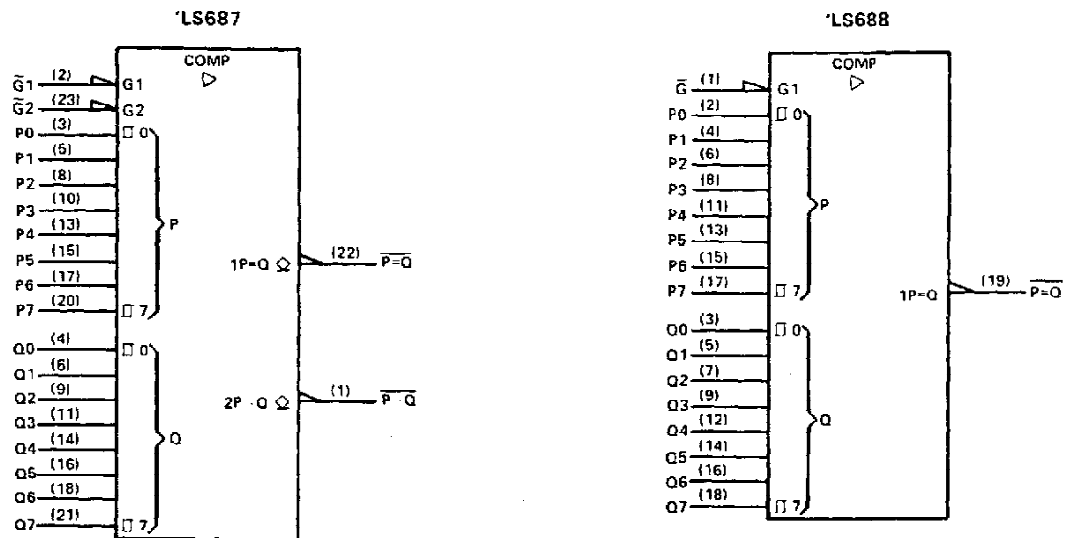 'LS687
COMP
G̅1 (2) G1
G̅2 (23) G2
P0 (3) 0
P1 (5)
P2 (8)
P3 (10)
P4 (13)
P5 (15)
P6 (17)
P7 (20) 7
P
Q0 (4) 0
Q1 (6)
Q2 (9)
Q3 (11)
Q4 (14)
Q5 (16)
Q6 (18)
Q7 (21) 7
Q
1P=Q (22) P=Q
2P Q (1) P Q
'LS688
COMP
G̅ (1) G1
P0 (2) 0
P1 (4)
P2 (6)
P3 (8)
P4 (11)
P5 (13)
P6 (15)
P7 (17) 7
P
Q0 (3) 0
Q1 (5)
Q2 (7)
Q3 (9)
Q4 (12)
Q5 (14)
Q6 (16)
Q7 (18) 7
Q
1P=Q (19) P=Q